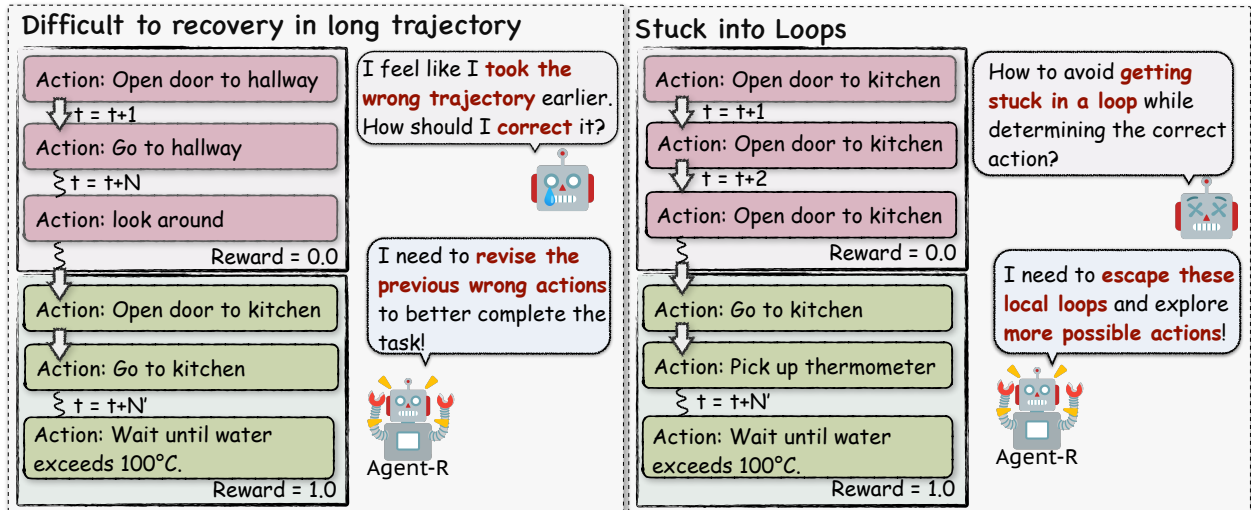 Difficult to recovery in long trajectory
Action: Open door to hallway
t = t+1
Action: Go to hallway
t = t+N
Action: look around
Reward = 0.0
Action: Open door to kitchen
Action: Go to kitchen
t = t+N'
Action: Wait until water
exceeds 100°C.
Reward = 1.0
I feel like I took the
wrong trajectory earlier.
How should I correct it?
I need to revise the
previous wrong actions
to better complete the
task!
Agent-R
Stuck into Loops
Action: Open door to kitchen
t = t+1
Action: Open door to kitchen
t = t+2
Action: Open door to kitchen
Reward = 0.0
Action: Go to kitchen
Action: Pick up thermometer
t = t+N'
Action: Wait until water
exceeds 100°C.
Reward = 1.0
How to avoid getting
stuck in a loop while
determining the correct
action?
I need to escape these
local loops and explore
more possible actions!
Agent-R